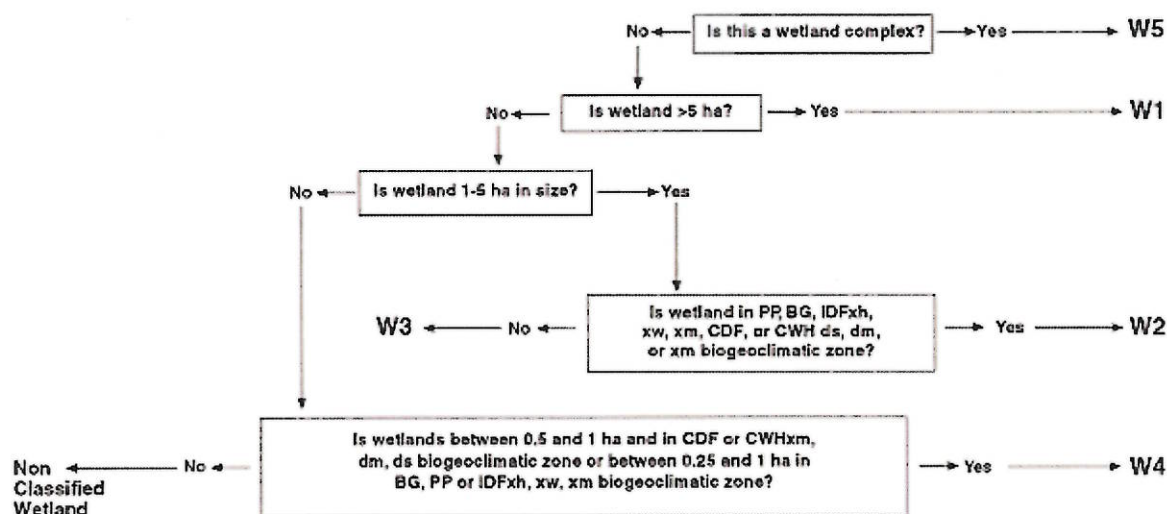 No Is this a wetland complex? Yes W5
No Is wetland >5 ha? Yes W1
No Is wetland 1-5 ha in size? Yes
Is wetland in PP, BG, IDFxh,
W3 No xw, xm, CDF, or CWH ds, dm, Yes W2
or xm biogeoclimatic zone?
Is wetlands between 0.5 and 1 ha and in CDF or CWHxm,
Non No dm, ds biogeoclimatic zone or between 0.25 and 1 ha in Yes W4
Classified BG, PP or IDFxh, xw, xm biogeoclimatic zone?
Wetland